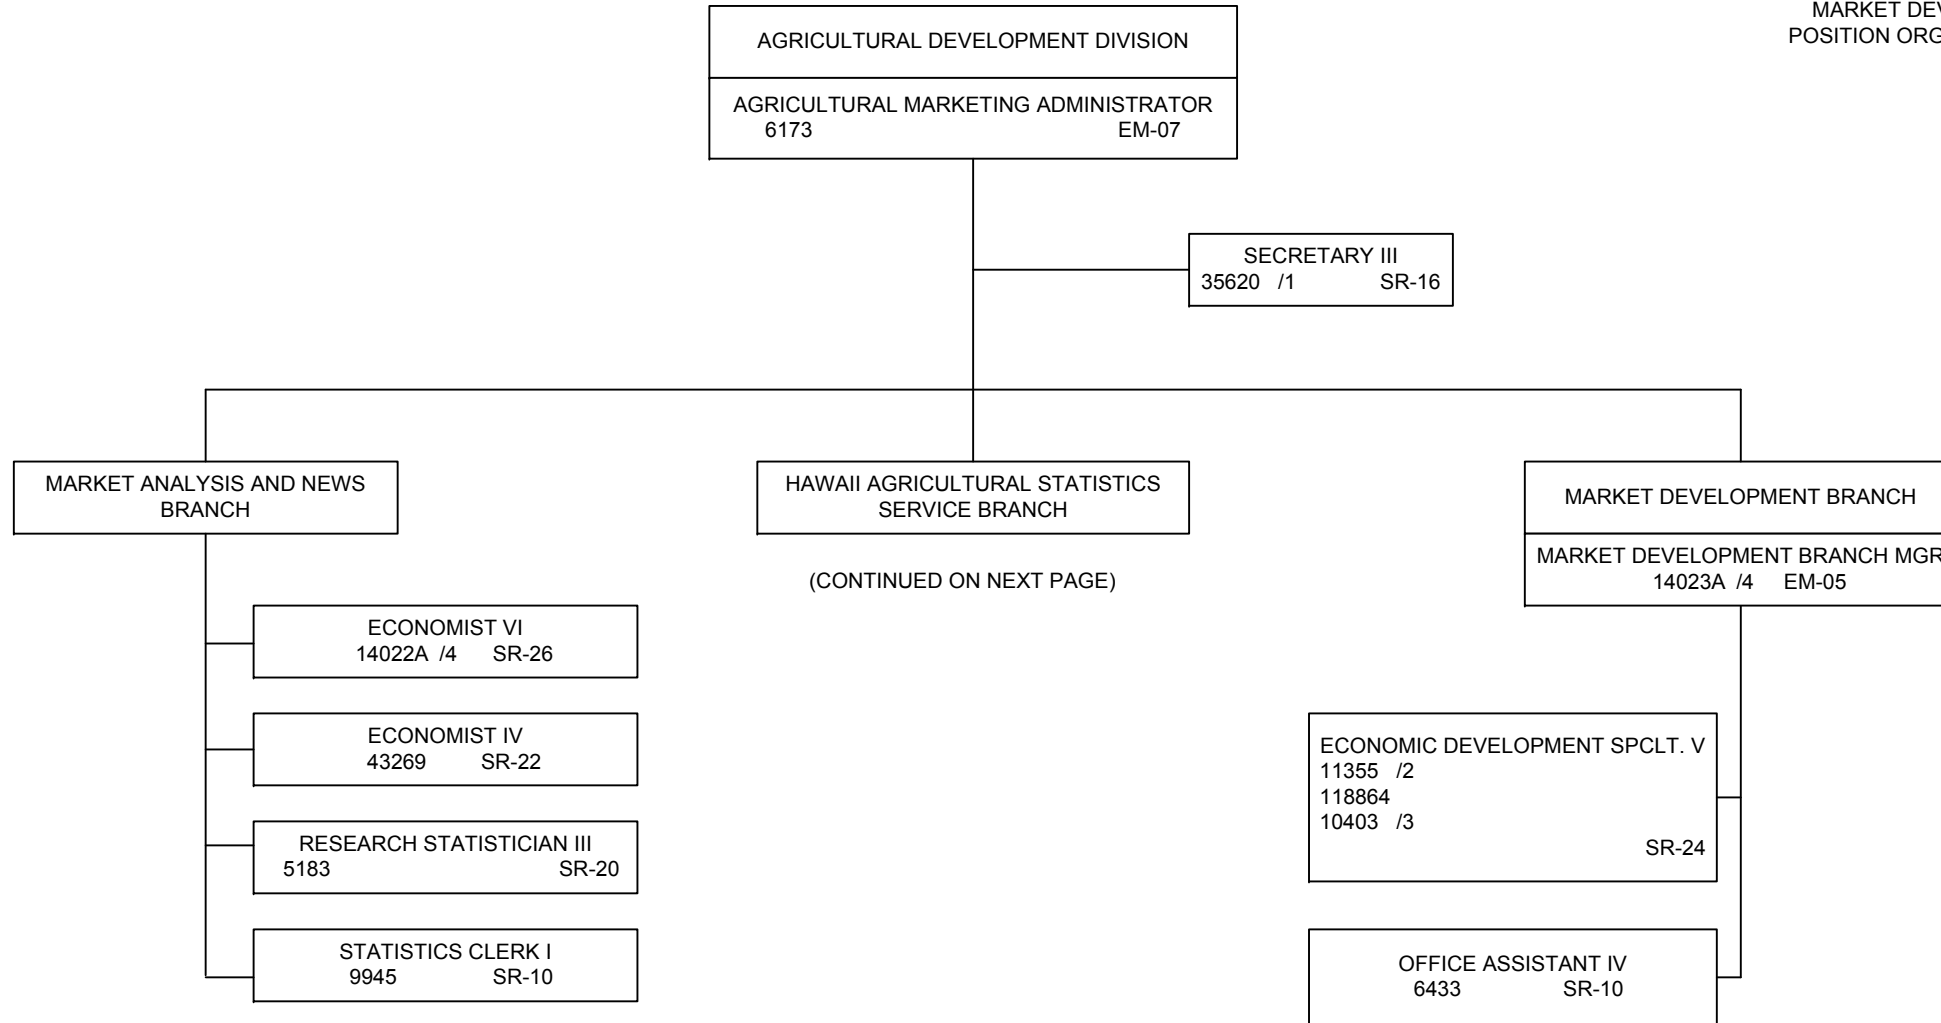 MARKET DEV
POSITION ORG
AGRICULTURAL DEVELOPMENT DIVISION
AGRICULTURAL MARKETING ADMINISTRATOR
6173 EM-07
SECRETARY III
35620 /1 SR-16
MARKET ANALYSIS AND NEWS
BRANCH
HAWAII AGRICULTURAL STATISTICS
SERVICE BRANCH
(CONTINUED ON NEXT PAGE)
MARKET DEVELOPMENT BRANCH
MARKET DEVELOPMENT BRANCH MGR
14023A /4 EM-05
ECONOMIST VI
14022A /4 SR-26
ECONOMIST IV
43269 SR-22
RESEARCH STATISTICIAN III
5183 SR-20
STATISTICS CLERK I
9945 SR-10
ECONOMIC DEVELOPMENT SPCLT. V
11355 /2
118864
10403 /3
SR-24
OFFICE ASSISTANT IV
6433 SR-10